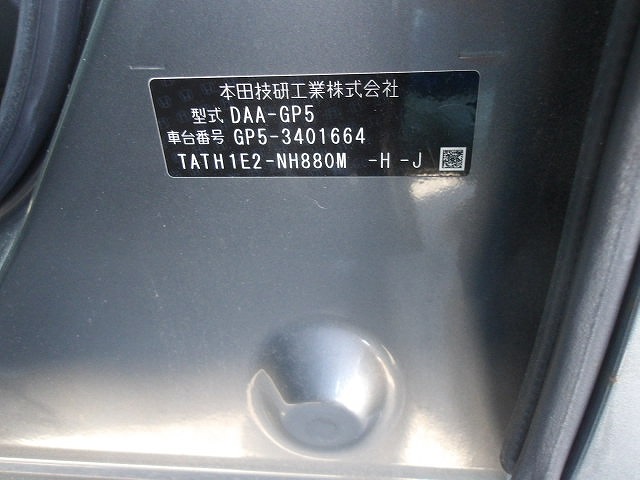 本田技研工業株式会社
型式 DAA-GP5
車台番号 GP5-3401664
TATH1E2-NH880M -H -J